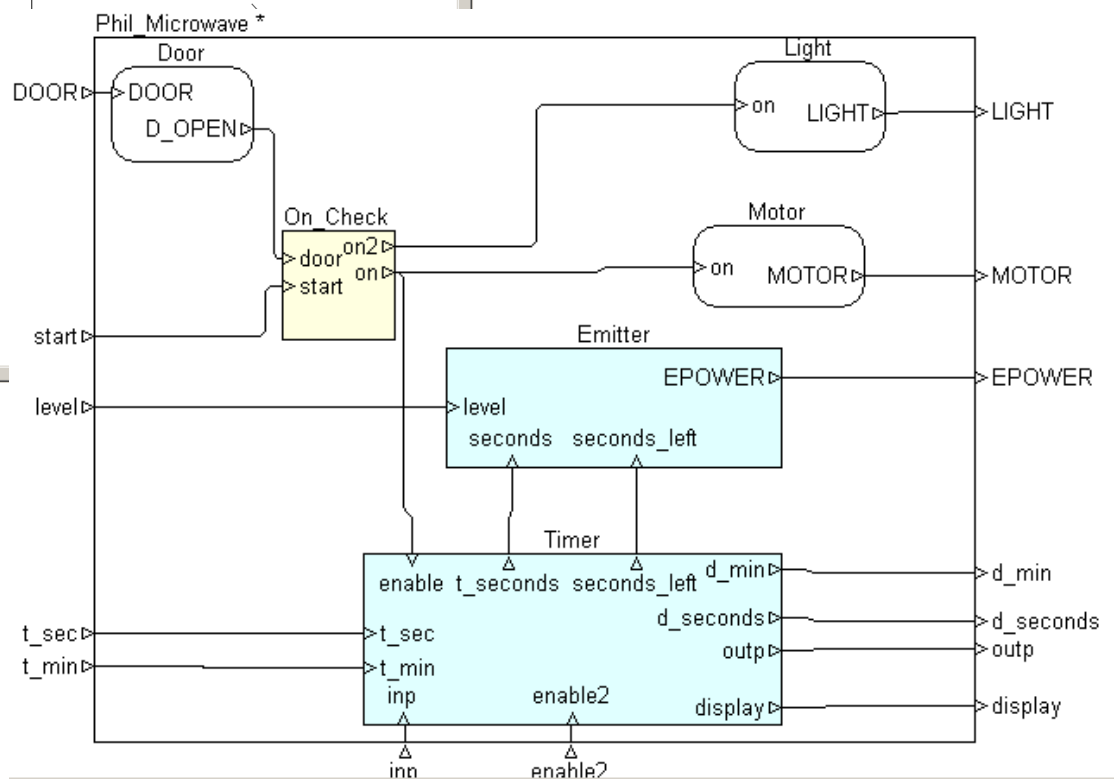 Phil_Microwave *
Door
Light
DOOR
DOOR
D_OPEN
on
LIGHT
LIGHT
On_Check
Motor
door
on2
on
start
on
MOTOR
MOTOR
start
Emitter
EPOWER
EPOWER
level
level
seconds
seconds_left
Timer
enable
t_seconds
seconds_left
d_min
d_min
d_seconds
d_seconds
t_sec
t_sec
outp
outp
t_min
t_min
inp
enable2
display
display
inp
enable2